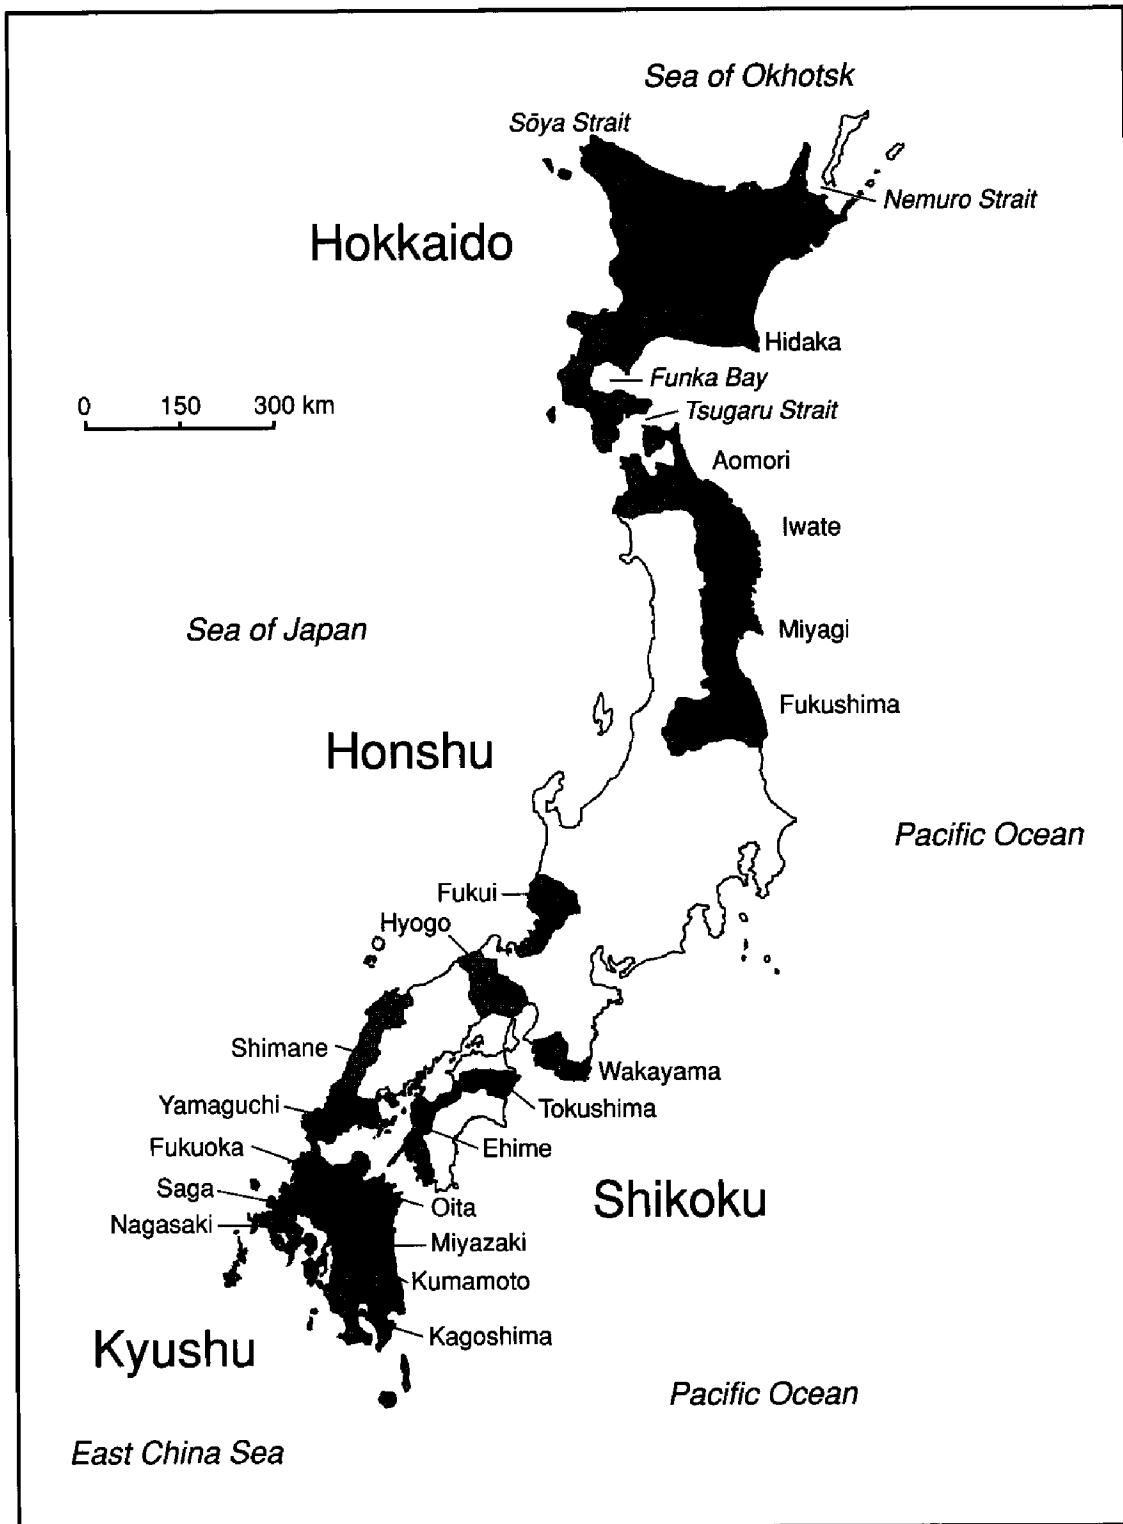 Sea of Okhotsk
Sōya Strait
Nemuro Strait
Hokkaido
Hidaka
Funka Bay
0 150 300 km
Tsugaru Strait
Aomori
Iwate
Sea of Japan
Miyagi
Fukushima
Honshu
Pacific Ocean
Fukui
Hyogo
Shimane
Wakayama
Yamaguchi
Tokushima
Fukuoka
Ehime
Saga
Shikoku
Oita
Nagasaki
Miyazaki
Kumamoto
Kyushu
Kagoshima
Pacific Ocean
East China Sea